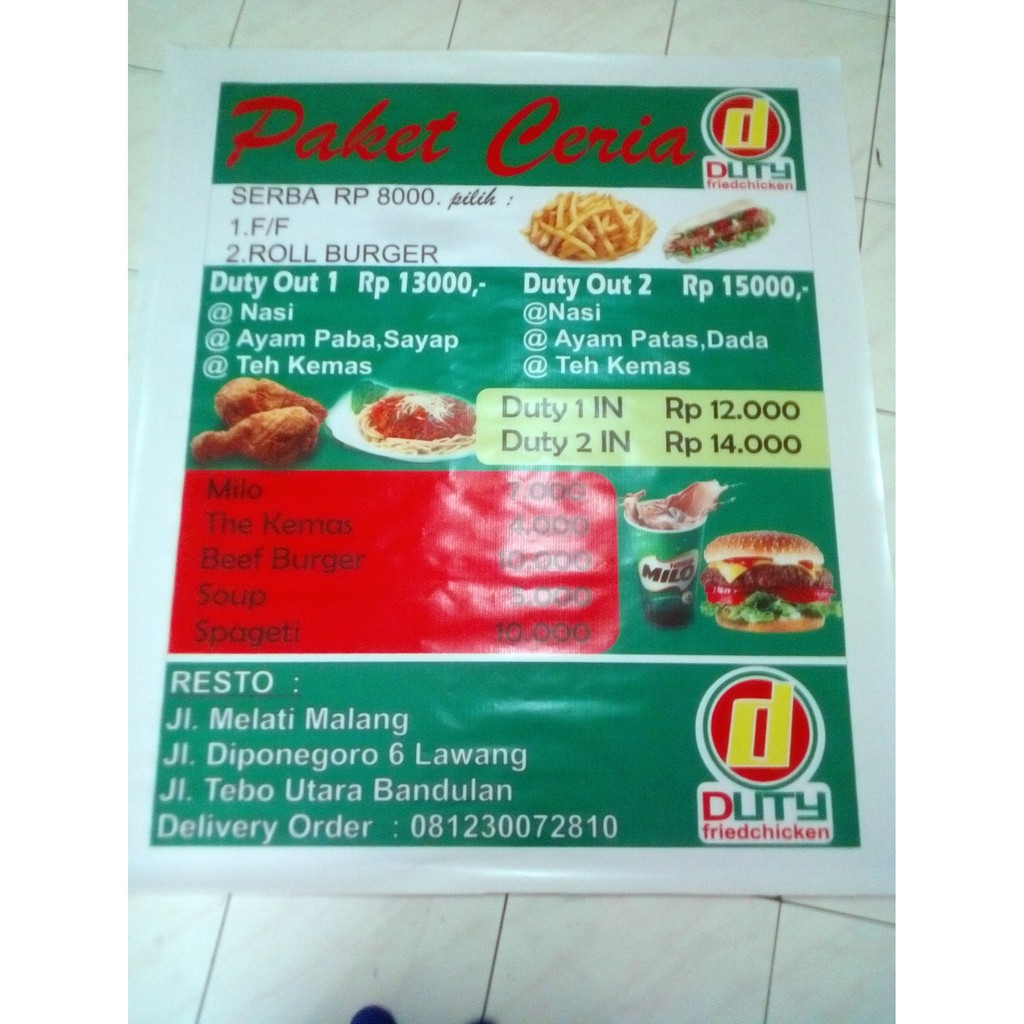 Paket Ceria
d
DUTY
friedchicken
SERBA RP 8000. pilih :
1.F/F
2.ROLL BURGER
Duty Out 1 Rp 13000,-
@ Nasi
@ Ayam Paba,Sayap
@ Teh Kemas
Duty Out 2 Rp 15000,-
@Nasi
@ Ayam Patas,Dada
@ Teh Kemas
Duty 1 IN Rp 12.000
Duty 2 IN Rp 14.000
Milo 7.000
The Kemas 4.000
Beef Burger 10.000
Soup 5.000
Spageti 10.000
MILO
RESTO :
Jl. Melati Malang
Jl. Diponegoro 6 Lawang
Jl. Tebo Utara Bandulan
Delivery Order : 081230072810
d
DUTY
friedchicken